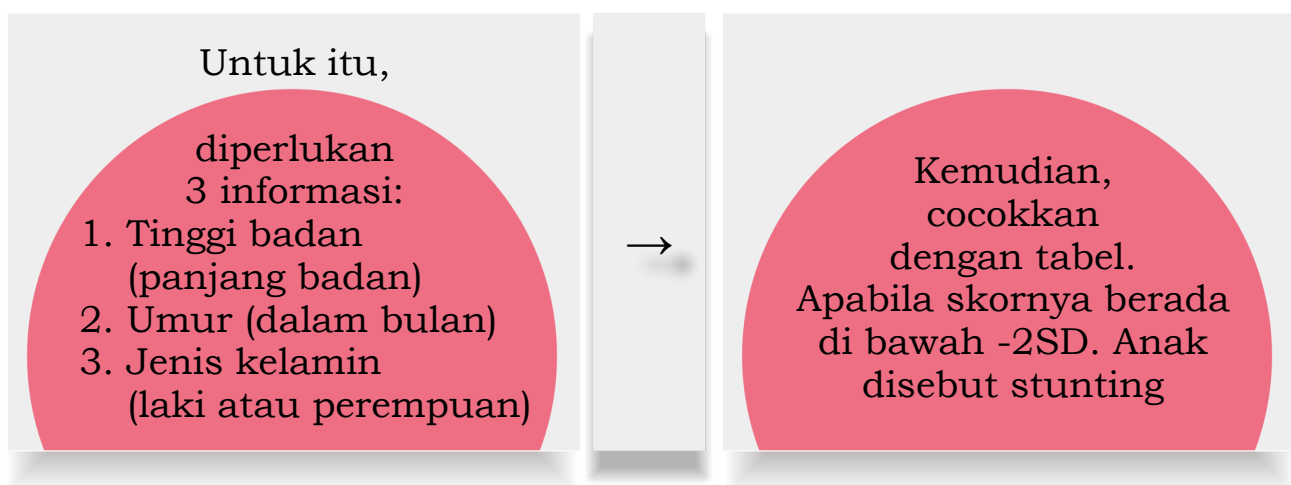 Untuk itu,
diperlukan
3 informasi:
1. Tinggi badan
(panjang badan)
2. Umur (dalam bulan)
3. Jenis kelamin
(laki atau perempuan)
→
Kemudian,
cocokkan
dengan tabel.
Apabila skornya berada
di bawah -2SD. Anak
disebut stunting